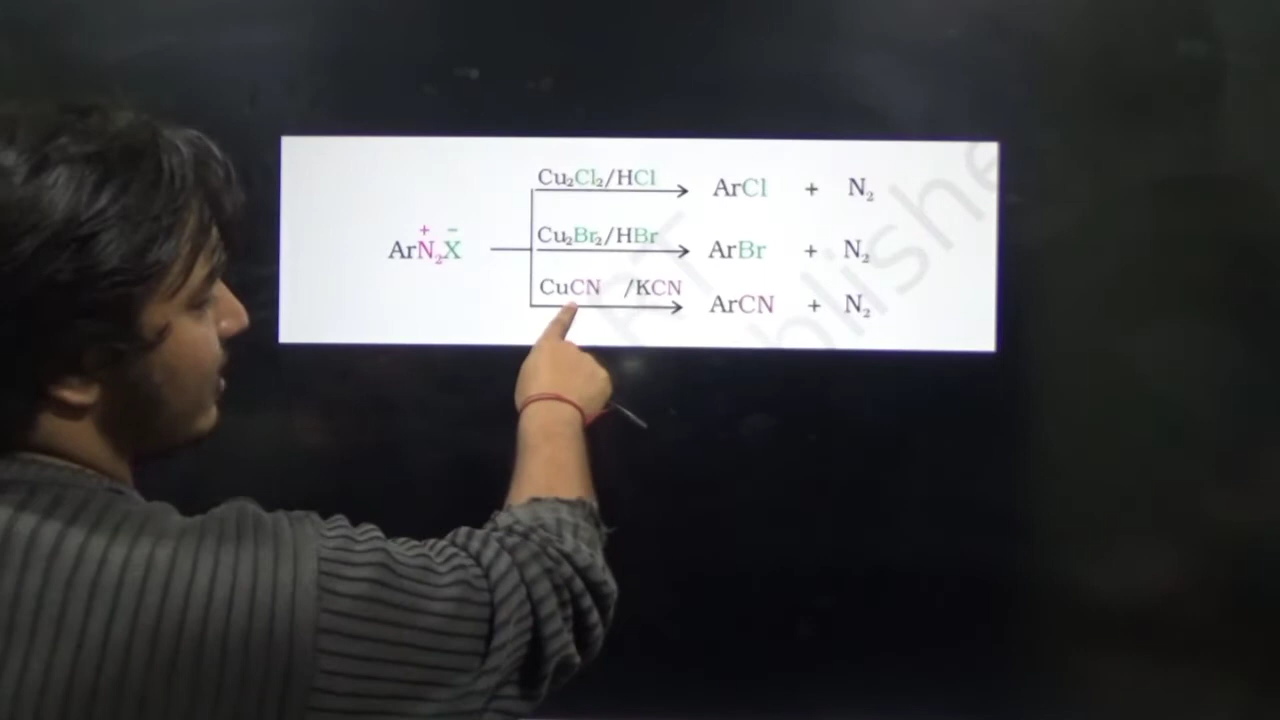 Cu₂Cl₂/HCl
ArCl + N₂
ArN₂⁺X⁻
Cu₂Br₂/HBr
ArBr + N₂
CuCN /KCN
ArCN + N₂